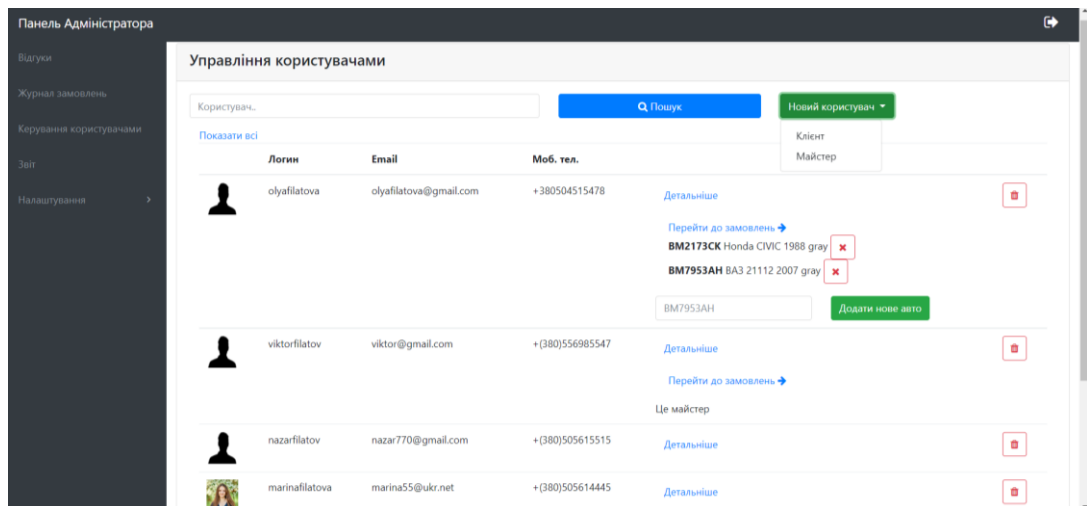 Панель Адміністратора
Відгуки
Журнал замовлень
Керування користувачами
Звіт
Налаштування
Управління користувачами
Користувач..
Пошук
Новий користувач
Клієнт
Майстер
Показати всі
Логин Email Моб. тел.
olyafilatova olyafilatova@gmail.com +380504515478 Детальніше
Перейти до замовлень
BM2173CK Honda CIVIC 1988 gray
BM7953AH ВАЗ 21112 2007 gray
BM7953AH Додати нове авто
viktorfilatov viktor@gmail.com +(380)556985547 Детальніше
Перейти до замовлень
Це майстер
nazarfilatov nazar770@gmail.com +(380)505615515 Детальніше
marinafilatova marina55@ukr.net +(380)505614445 Детальніше